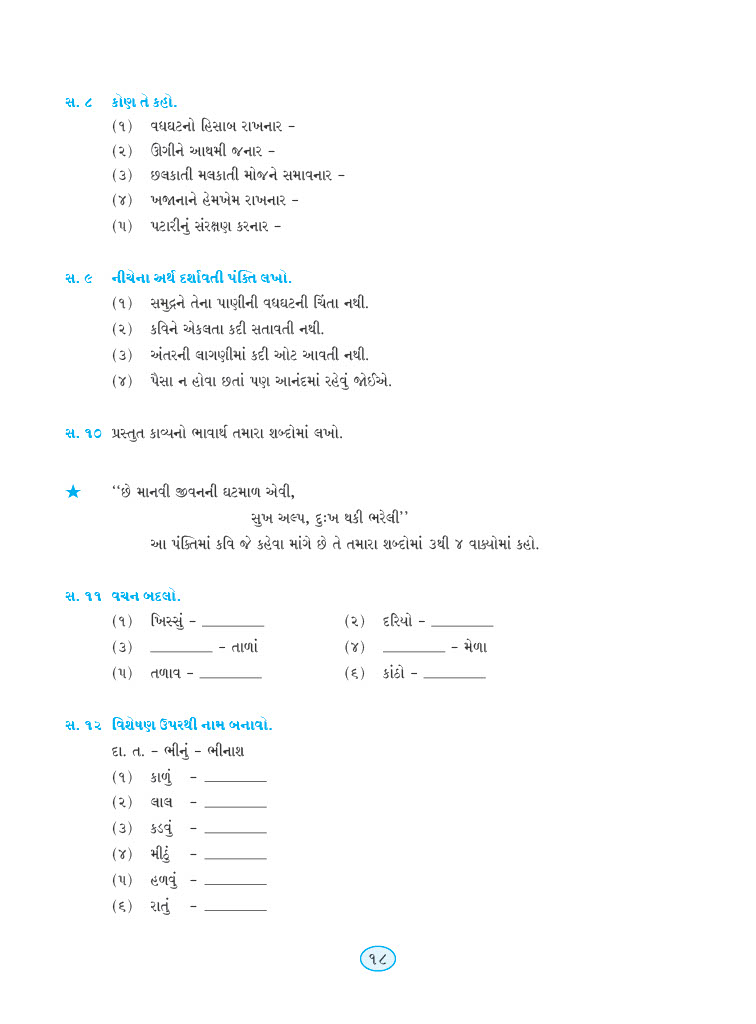 સ. ૮ કોણ તે કહો.
(૧) વધઘટનો હિસાબ રાખનાર –
(૨) ઊગીને આથમી જનાર –
(૩) છલકાતી મલકાતી મોજને સમાવનાર –
(૪) ખજાનાને હેમખેમ રાખનાર –
(૫) પટારીનું સંરક્ષણ કરનાર –
સ. ૯ નીચેના અર્થ દર્શાવતી પંક્તિ લખો.
(૧) સમુદ્રને તેના પાણીની વધઘટની ચિંતા નથી.
(૨) કવિને એકલતા કદી સતાવતી નથી.
(૩) અંતરની લાગણીમાં કદી ઓટ આવતી નથી.
(૪) પૈસા ન હોવા છતાં પણ આનંદમાં રહેવું જોઈએ.
સ. ૧૦ પ્રસ્તુત કાવ્યનો ભાવાર્થ તમારા શબ્દોમાં લખો.
★ ‘‘છે માનવી જીવનની ઘટમાળ એવી,
સુખ અલ્પ, દુઃખ થકી ભરેલી’’
આ પંક્તિમાં કવિ જે કહેવા માંગે છે તે તમારા શબ્દોમાં ૩થી ૪ વાક્યોમાં કહો.
સ. ૧૧ વચન બદલો.
(૧) ખિસ્સું – ________ (૨) દરિયો – ________
(૩) ________ – તાળાં (૪) ________ – મેળા
(૫) તળાવ – ________ (૬) કાંઠો – ________
સ. ૧૨ વિશેષણ ઉપરથી નામ બનાવો.
દા. ત. – ભીનું – ભીનાશ
(૧) કાળું – ________
(૨) લાલ – ________
(૩) કડવું – ________
(૪) મીઠું – ________
(૫) હળવું – ________
(૬) રાતું – ________
૧૮